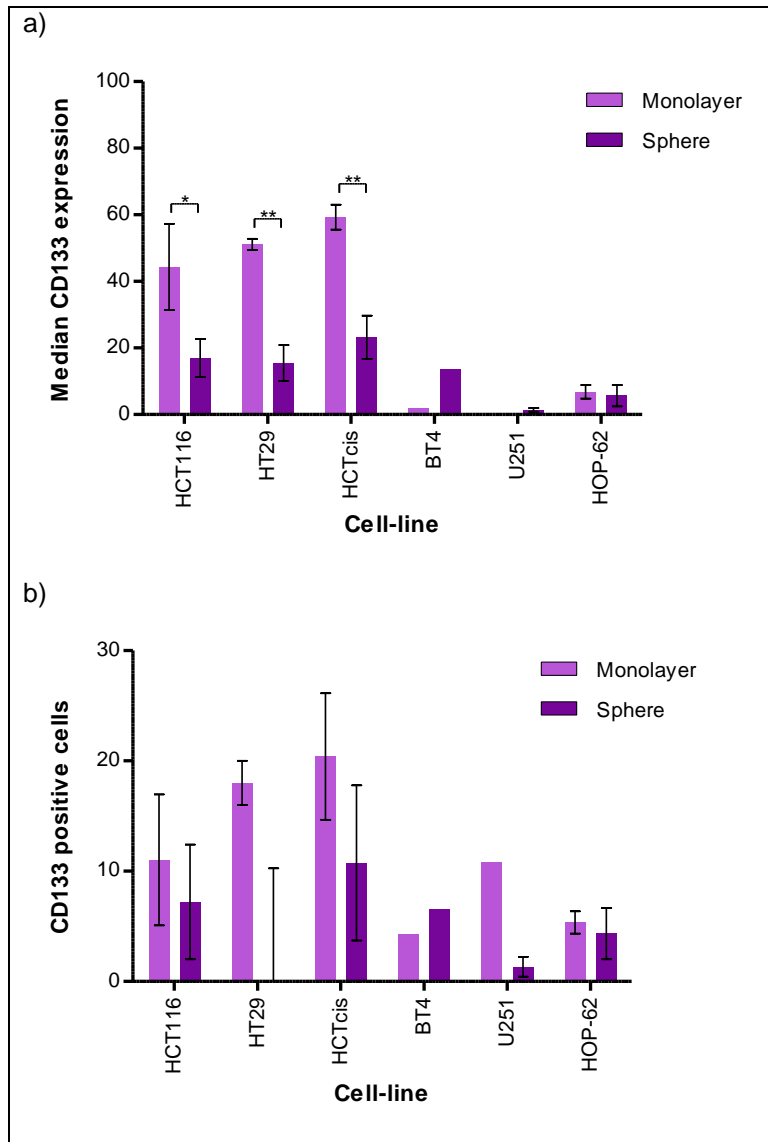 a)
Median CD133 expression
100
80
60
40
20
0
Monolayer
Sphere
*
**
**
HCT116
HT29
HCTcis
BT4
U251
HOP-62
Cell-line
b)
CD133 positive cells
30
20
10
0
Monolayer
Sphere
HCT116
HT29
HCTcis
BT4
U251
HOP-62
Cell-line